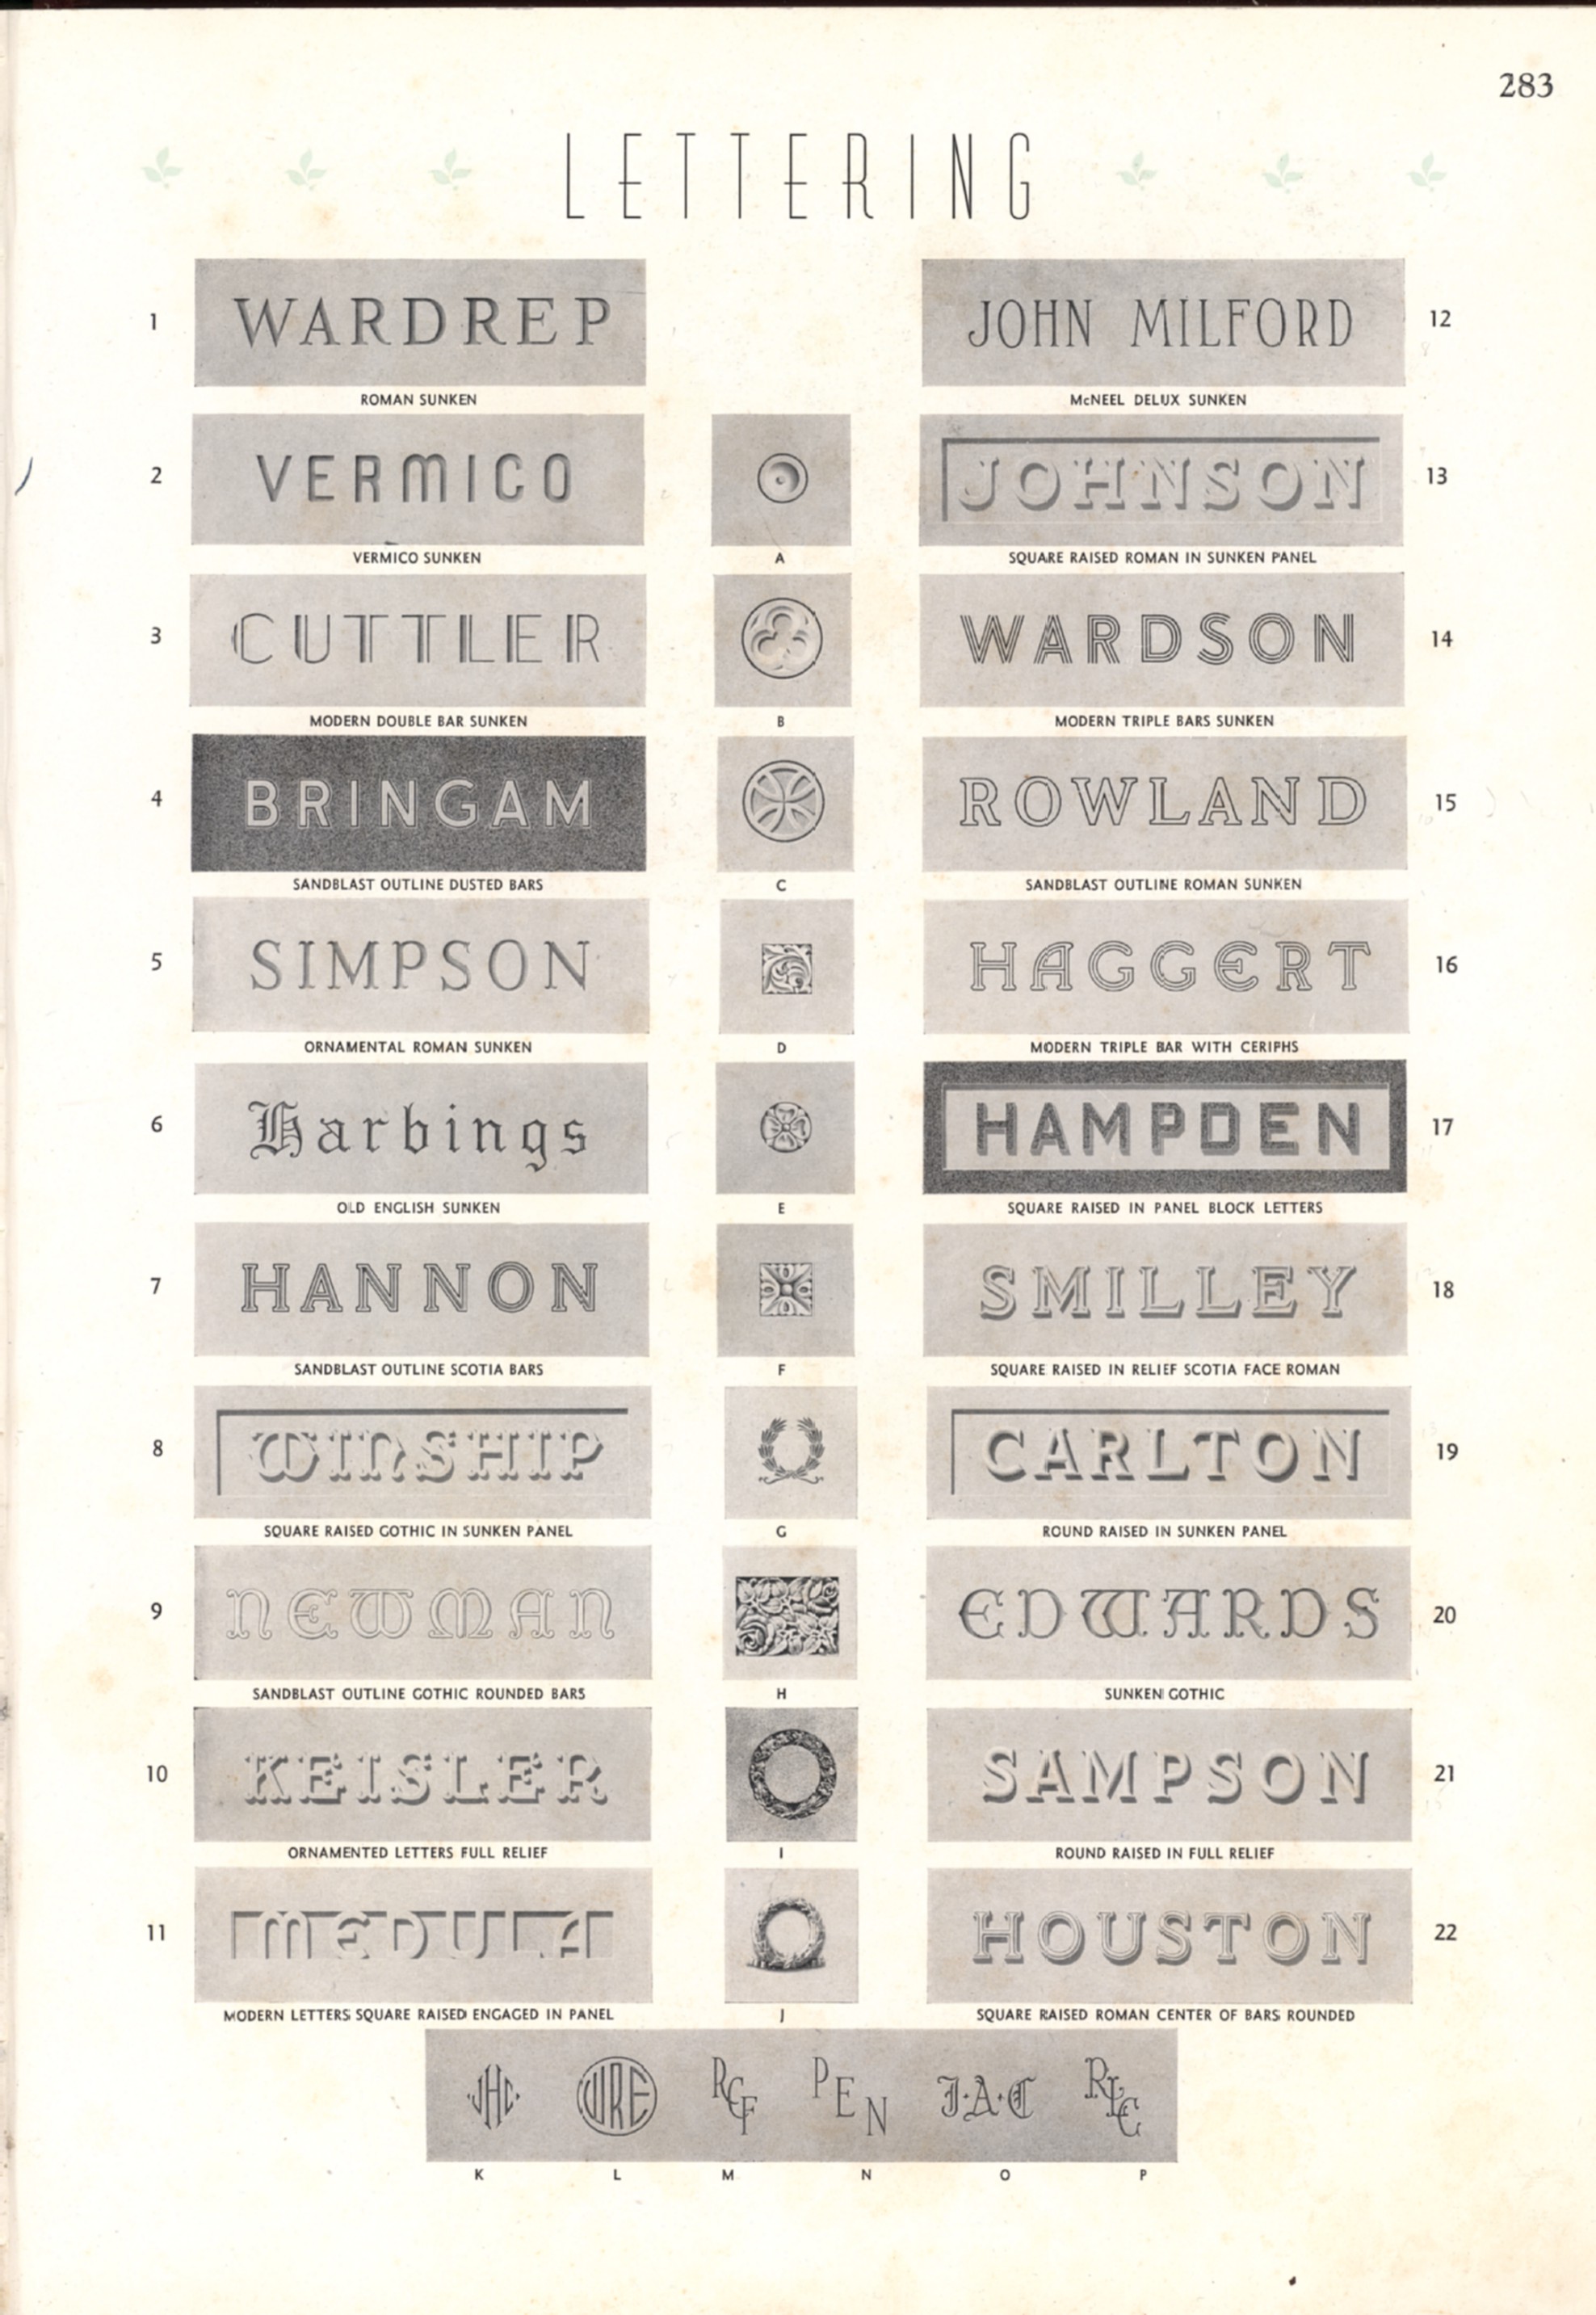 283
LETTERING
1
WARDREP
ROMAN SUNKEN
2
VERMICO
VERMICO SUNKEN
3
CUTTLER
MODERN DOUBLE BAR SUNKEN
4
BRINGAM
SANDBLAST OUTLINE DUSTED BARS
5
SIMPSON
ORNAMENTAL ROMAN SUNKEN
6
Harbings
OLD ENGLISH SUNKEN
7
HANNON
SANDBLAST OUTLINE SCOTIA BARS
8
WINSHIP
SQUARE RAISED GOTHIC IN SUNKEN PANEL
9
NEWMAN
SANDBLAST OUTLINE GOTHIC ROUNDED BARS
10
KEISLER
ORNAMENTED LETTERS FULL RELIEF
11
MEDULA
MODERN LETTERS SQUARE RAISED ENGAGED IN PANEL
A
B
C
D
E
F
G
H
I
J
12
JOHN MILFORD
McNEEL DELUX SUNKEN
13
JOHNSON
SQUARE RAISED ROMAN IN SUNKEN PANEL
14
WARDSON
MODERN TRIPLE BARS SUNKEN
15
ROWLAND
SANDBLAST OUTLINE ROMAN SUNKEN
16
HAGGERT
MODERN TRIPLE BAR WITH CERIPHS
17
HAMPDEN
SQUARE RAISED IN PANEL BLOCK LETTERS
18
SMILLEY
SQUARE RAISED IN RELIEF SCOTIA FACE ROMAN
19
CARLTON
ROUND RAISED IN SUNKEN PANEL
20
EDWARDS
SUNKEN GOTHIC
21
SAMPSON
ROUND RAISED IN FULL RELIEF
22
HOUSTON
SQUARE RAISED ROMAN CENTER OF BARS ROUNDED
JHC WRE RGF PEN J·A·C RLC
K L M N O P